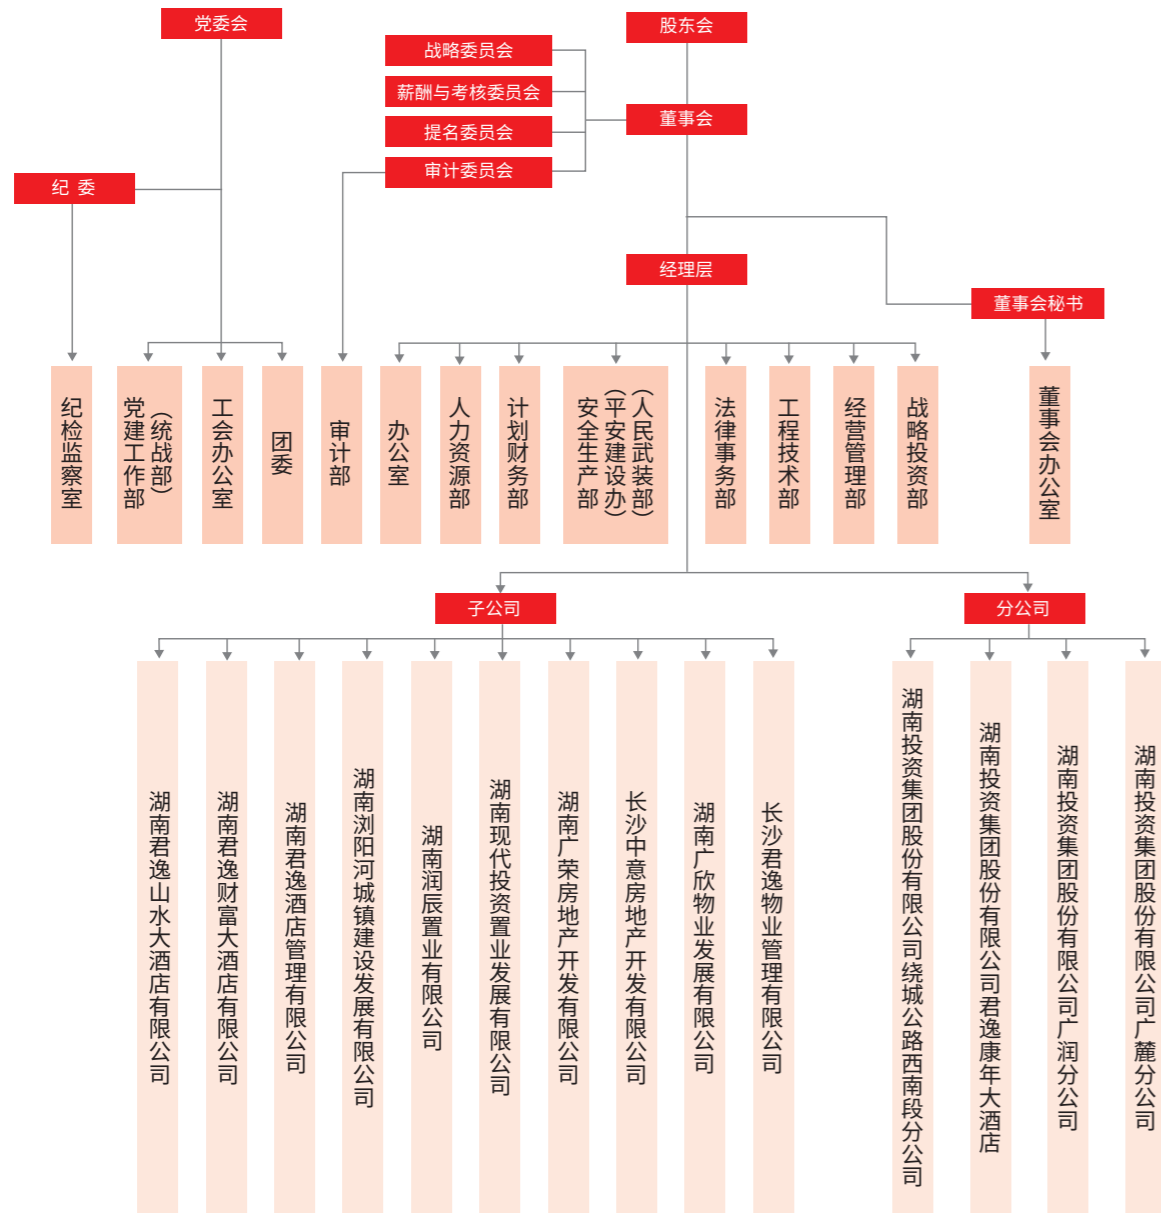 党委会
股东会
战略委员会
薪酬与考核委员会
提名委员会
审计委员会
董事会
纪 委
经理层
董事会秘书
纪检监察室
党建工作部
（统战部）
工会办公室
团委
审计部
办公室
人力资源部
计划财务部
安全生产部
（平安建设办）
（人民武装部）
法律事务部
工程技术部
经营管理部
战略投资部
董事会办公室
子公司
分公司
湖南君逸山水大酒店有限公司
湖南君逸财富大酒店有限公司
湖南君逸酒店管理有限公司
湖南浏阳河城镇建设发展有限公司
湖南润辰置业有限公司
湖南现代投资置业发展有限公司
湖南广荣房地产开发有限公司
长沙中意房地产开发有限公司
湖南广欣物业发展有限公司
长沙君逸物业管理有限公司
湖南投资集团股份有限公司绕城公路西南段分公司
湖南投资集团股份有限公司君逸康年大酒店
湖南投资集团股份有限公司广润分公司
湖南投资集团股份有限公司广麓分公司